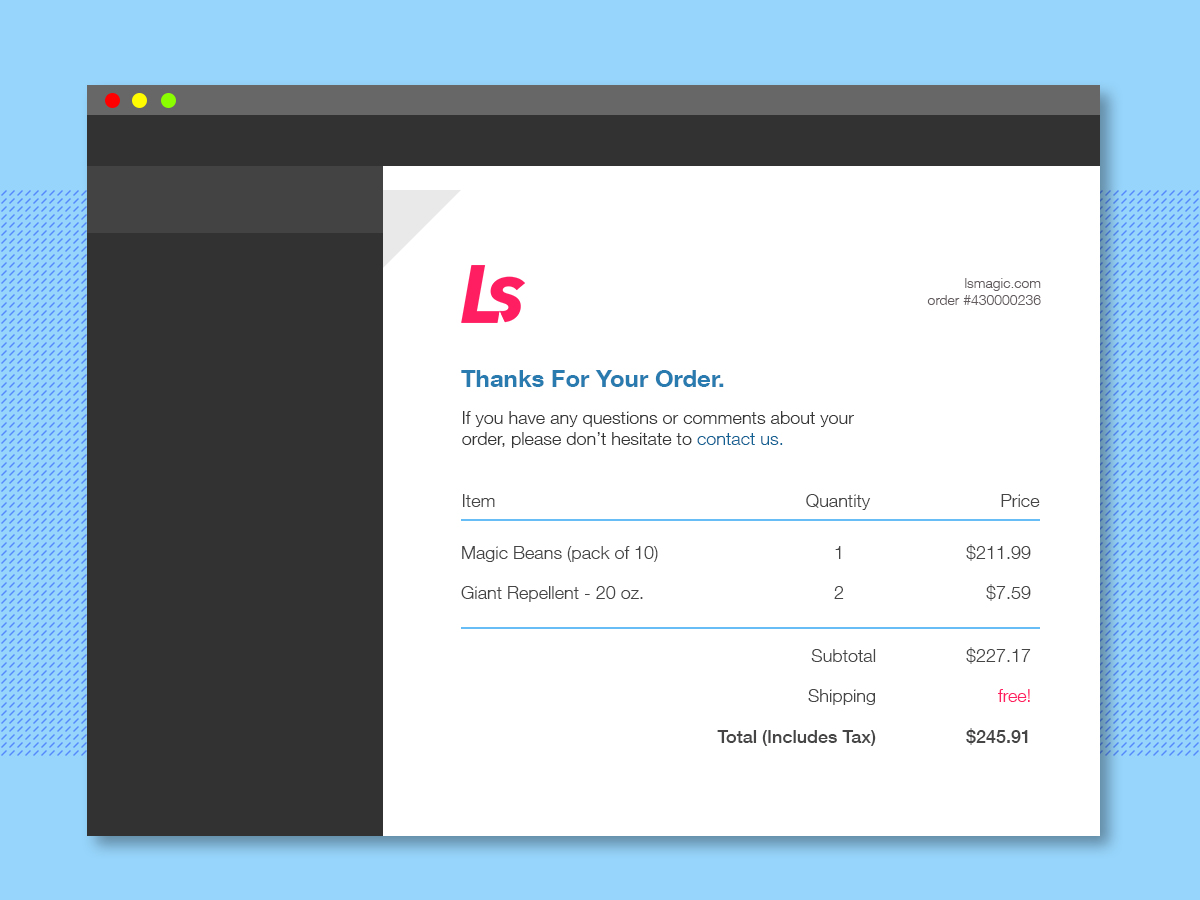 Ls
lsmagic.com
order #430000236
Thanks For Your Order.
If you have any questions or comments about your
order, please don’t hesitate to contact us.
Item Quantity Price
Magic Beans (pack of 10) 1 $211.99
Giant Repellent - 20 oz. 2 $7.59
Subtotal $227.17
Shipping free!
Total (Includes Tax) $245.91